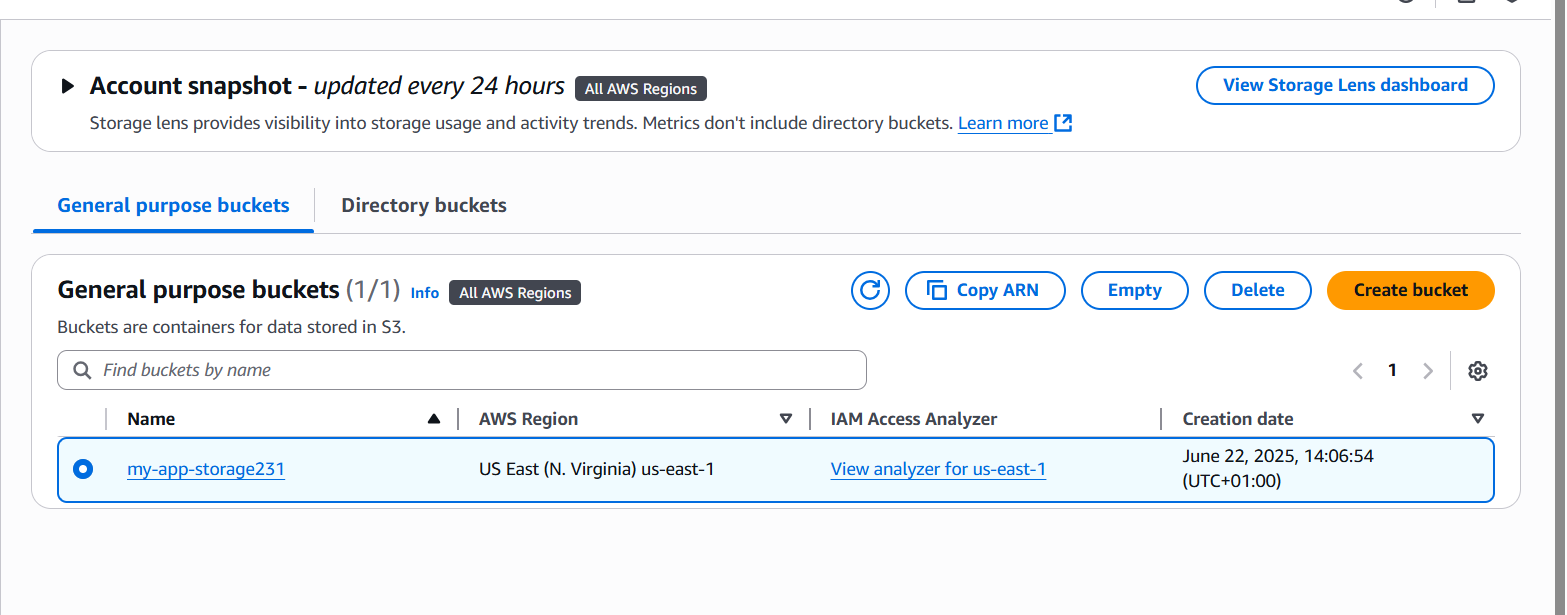 Account snapshot - updated every 24 hours All AWS Regions View Storage Lens dashboard
Storage lens provides visibility into storage usage and activity trends. Metrics don't include directory buckets. Learn more
General purpose buckets Directory buckets
General purpose buckets (1/1) Info All AWS Regions Copy ARN Empty Delete Create bucket
Buckets are containers for data stored in S3.
Find buckets by name 1
Name AWS Region IAM Access Analyzer Creation date
my-app-storage231 US East (N. Virginia) us-east-1 View analyzer for us-east-1 June 22, 2025, 14:06:54
(UTC+01:00)